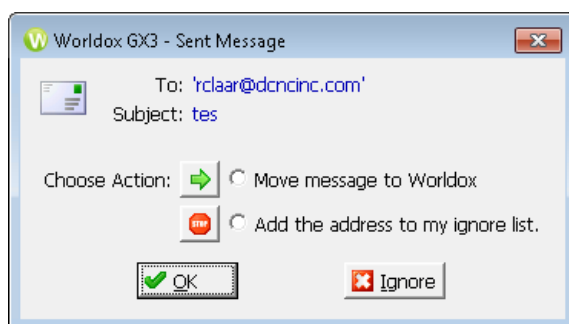 Worldox GX3 - Sent Message
To: 'rclaar@dcncinc.com'
Subject: tes
Choose Action: Move message to Worldox
STOP Add the address to my ignore list.
OK Ignore